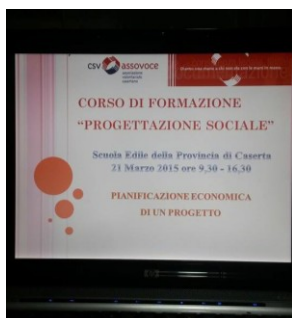 csv assovoce
CORSO DI FORMAZIONE
"PROGETTAZIONE SOCIALE"
Scuola Edile della Provincia di Caserta
21 Marzo 2015 ore 9,30 - 16,30
PIANIFICAZIONE ECONOMICA
DI UN PROGETTO